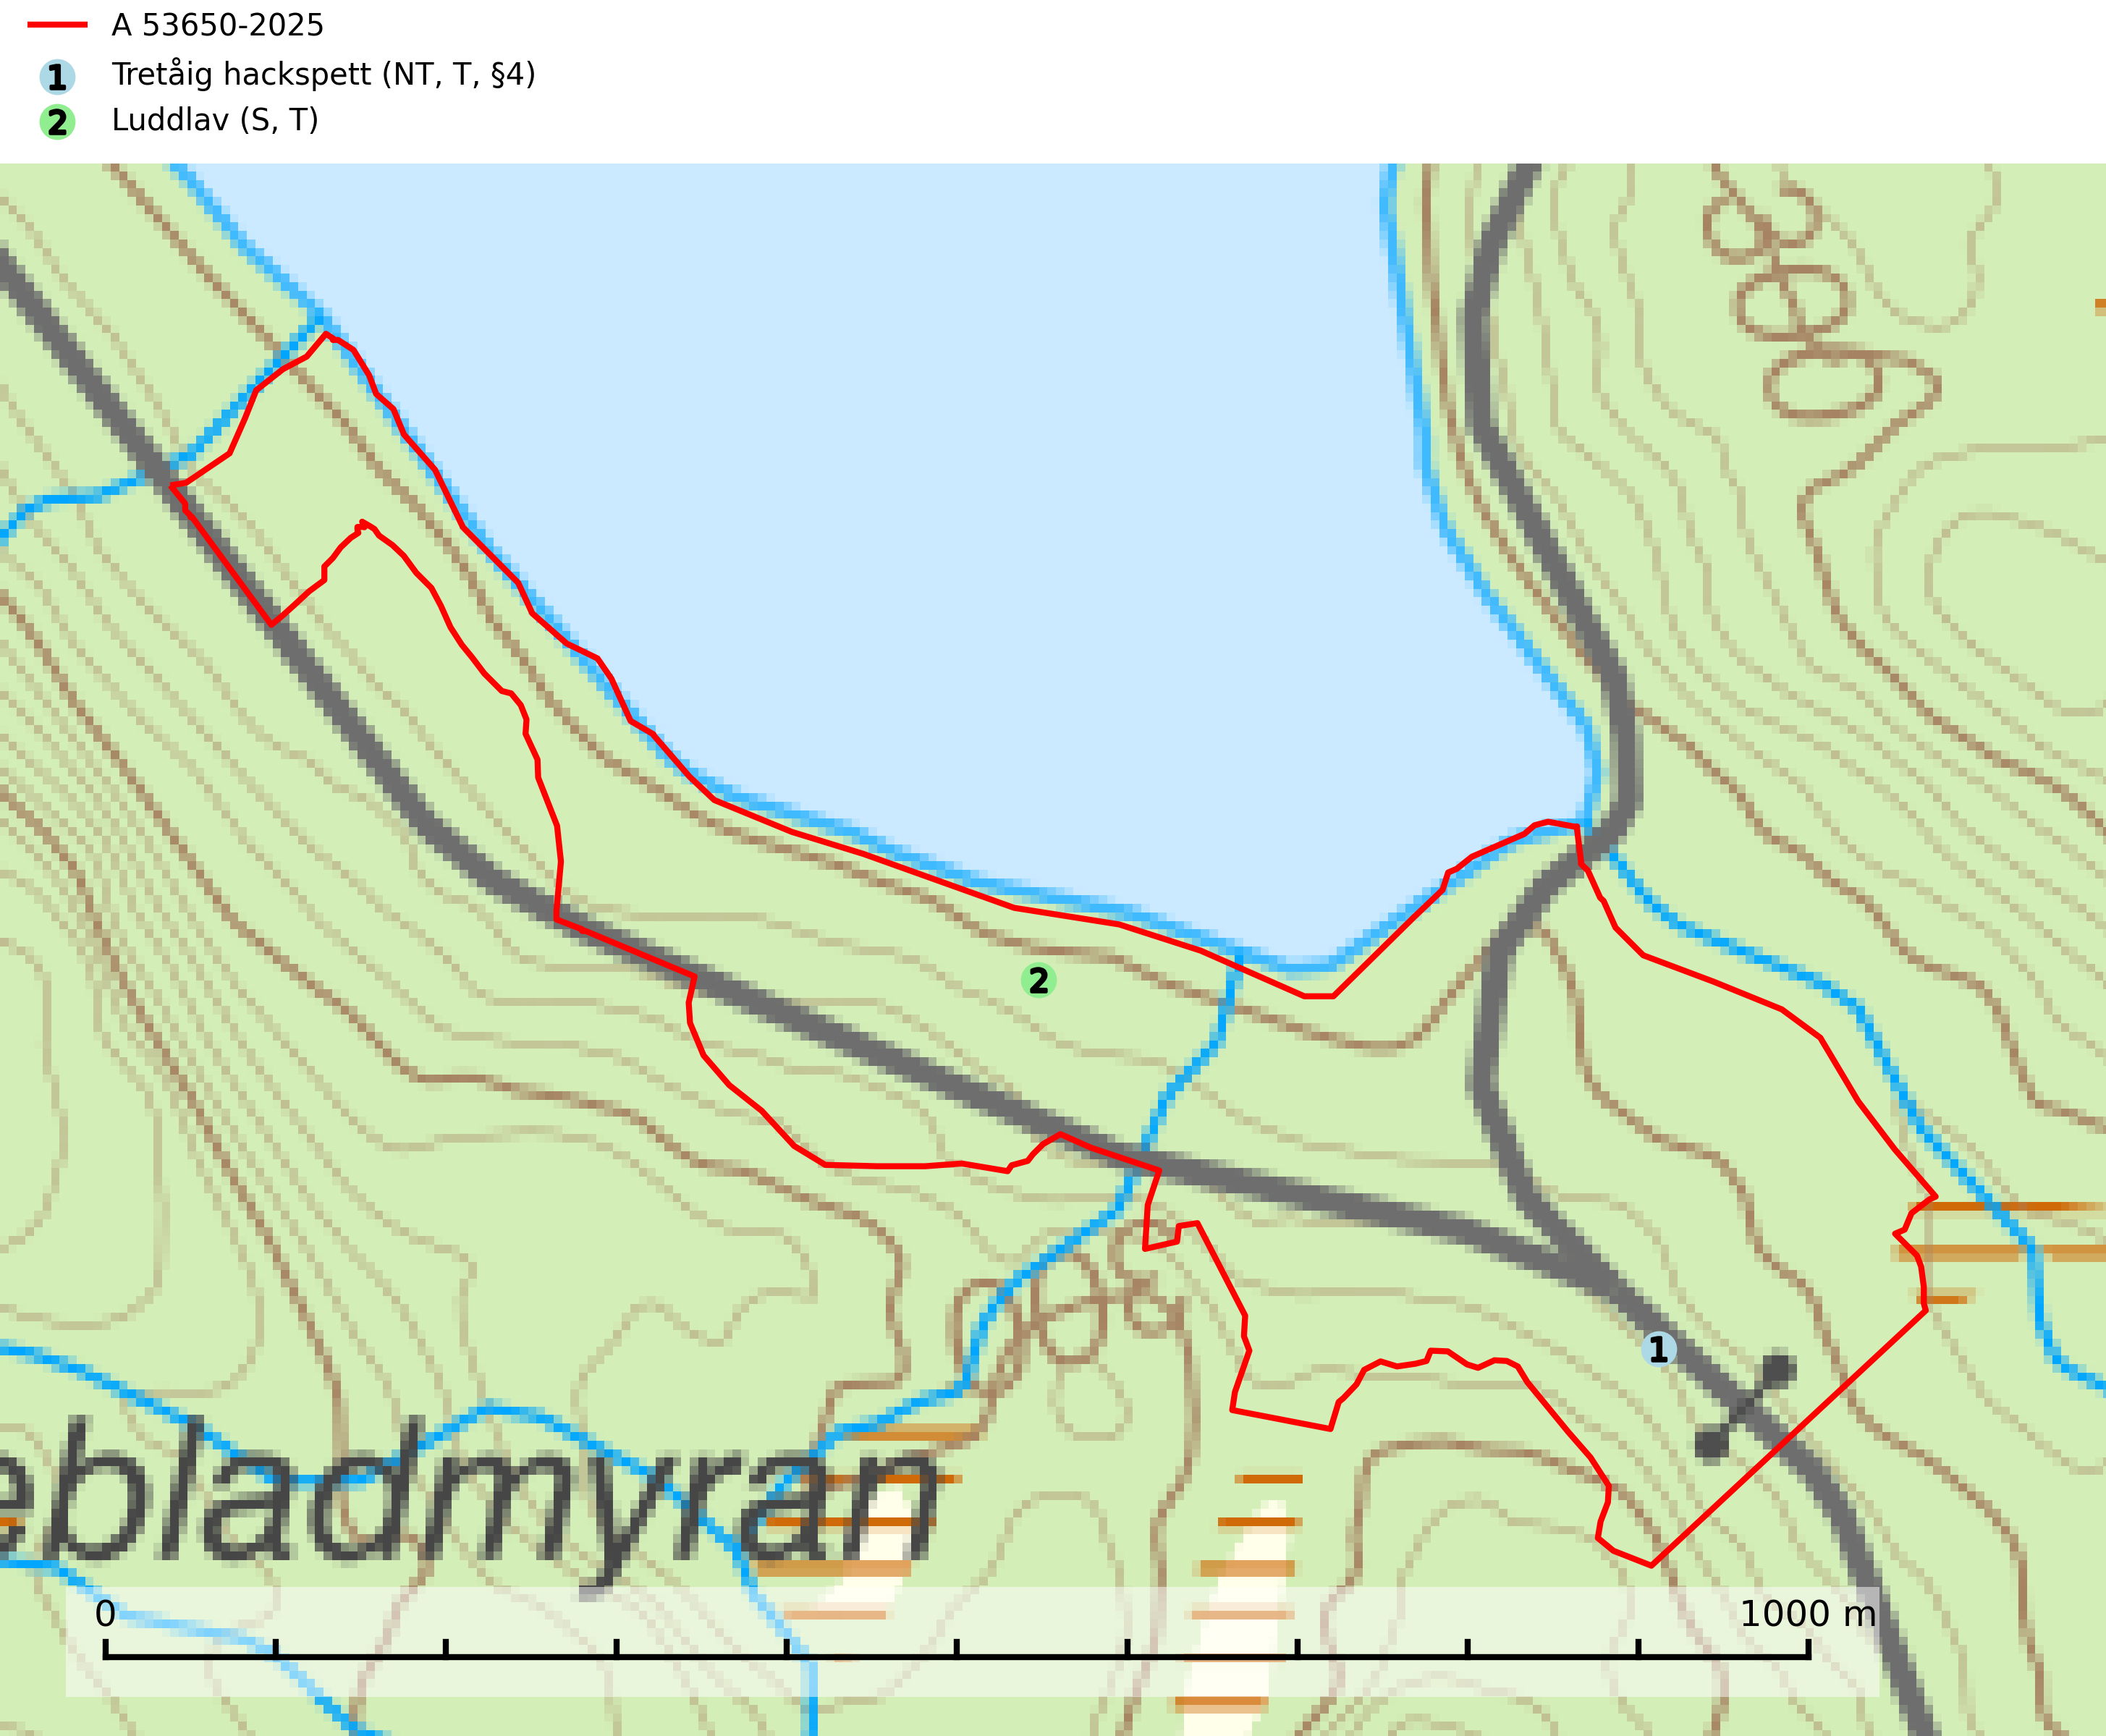 A 53650-2025
1 Tretåig hackspett (NT, T, §4)
2 Luddlav (S, T)
2
1
ebladmyran
0 1000 m